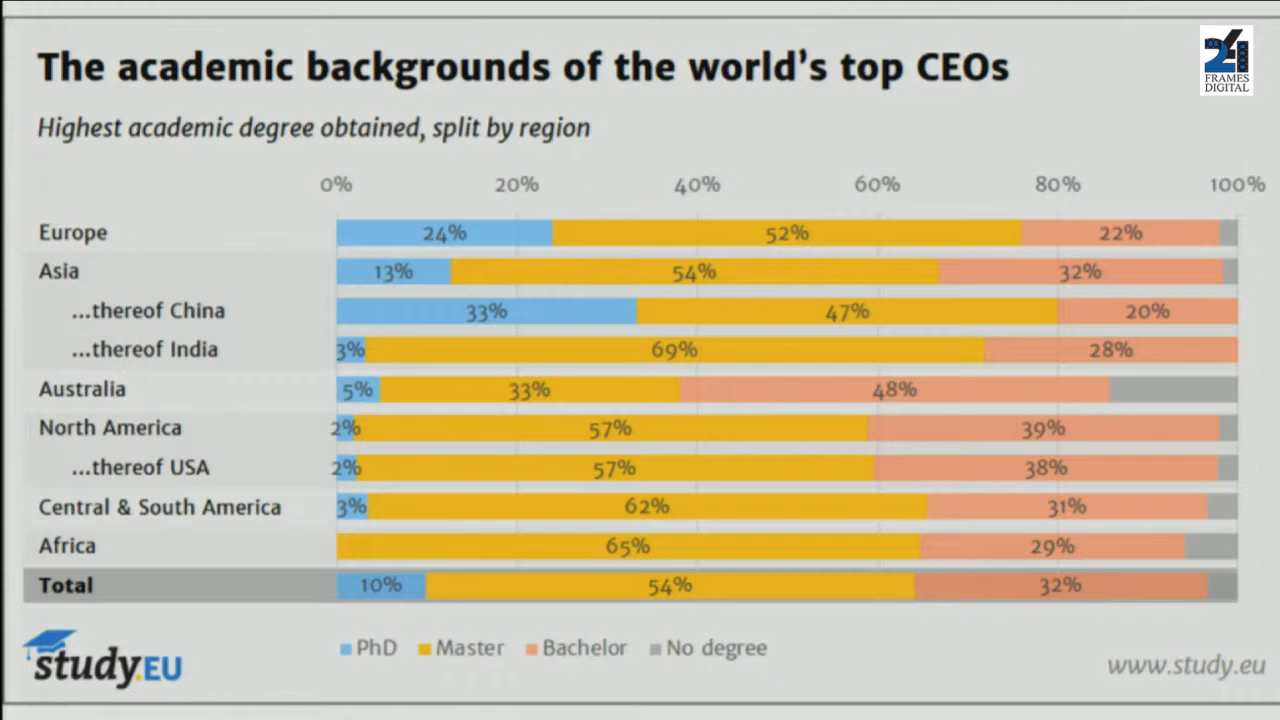 The academic backgrounds of the world's top CEOs
24
FRAMES
DIGITAL
Highest academic degree obtained, split by region
0% 20% 40% 60% 80% 100%
Europe 24% 52% 22%
Asia 13% 54% 32%
...thereof China 33% 47% 20%
...thereof India 3% 69% 28%
Australia 5% 33% 48%
North America 2% 57% 39%
...thereof USA 2% 57% 38%
Central & South America 3% 62% 31%
Africa 65% 29%
Total 10% 54% 32%
PhD Master Bachelor No degree
study.EU
www.study.eu